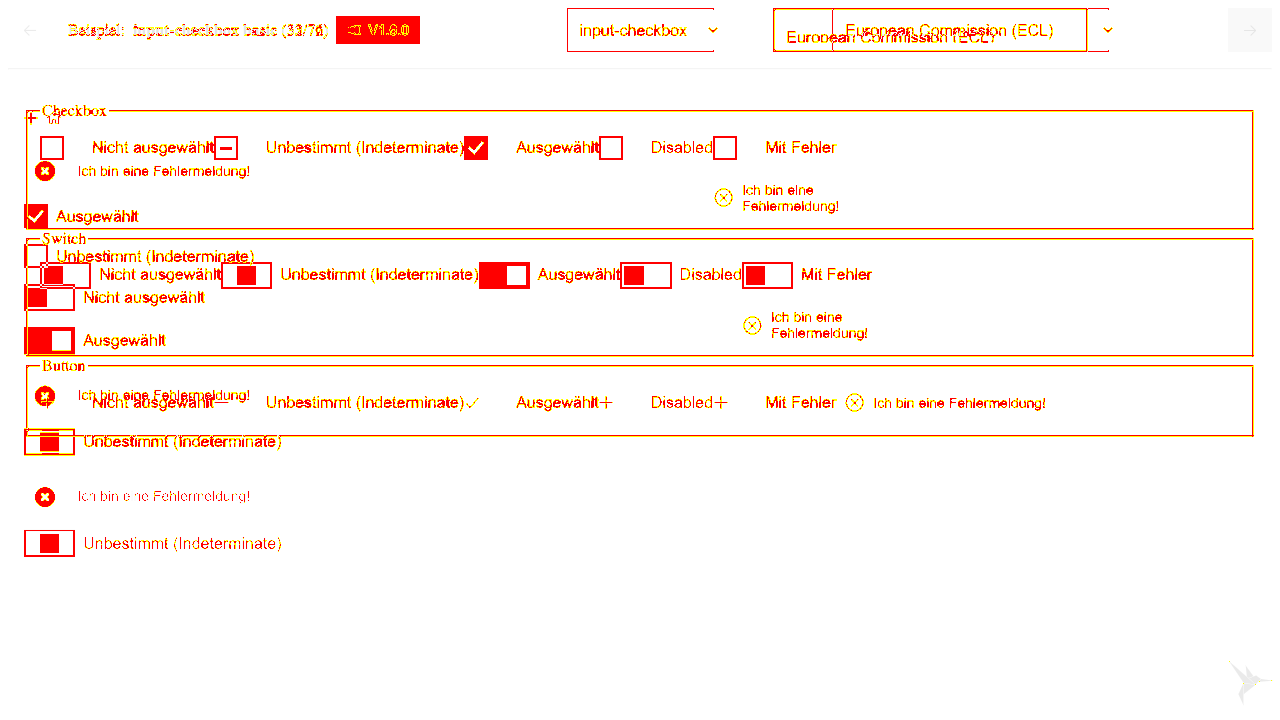 Beispiel: input-checkbox basic V1.6.0
input-checkbox
European Commission (ECL)
European Commission (ECL)
Checkbox
Nicht ausgewählt
Unbestimmt (Indeterminate)
Ausgewählt
Disabled
Mit Fehler
Ich bin eine Fehlermeldung!
Ich bin eine
Fehlermeldung!
Ausgewählt
Switch
Unbestimmt (Indeterminate)
Nicht ausgewählt
Unbestimmt (Indeterminate)
Ausgewählt
Disabled
Mit Fehler
Nicht ausgewählt
Ich bin eine
Fehlermeldung!
Ausgewählt
Button
Ich bin eine Fehlermeldung!
Nicht ausgewählt
Unbestimmt (Indeterminate)
Ausgewählt
Disabled
Mit Fehler
Ich bin eine Fehlermeldung!
Unbestimmt (Indeterminate)
Ich bin eine Fehlermeldung!
Unbestimmt (Indeterminate)